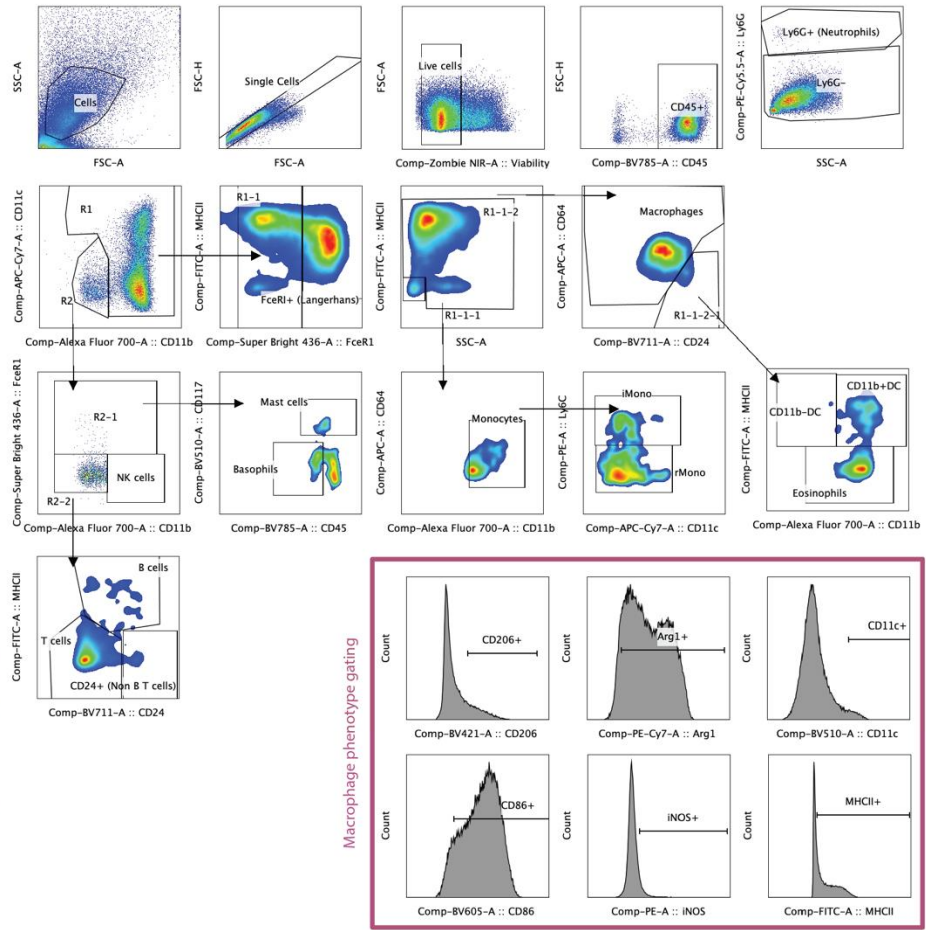 SSC-A
Cells
FSC-A
FSC-H
Single Cells
FSC-A
FSC-A
Live cells
Comp-Zombie NIR-A :: Viability
FSC-H
CD45+
Comp-BV785-A :: CD45
Comp-PE-Cy5.5-A :: Ly6G
Ly6G+ (Neutrophils)
Ly6G-
SSC-A
Comp-APC-Cy7-A :: CD11c
R1
R2
Comp-Alexa Fluor 700-A :: CD11b
Comp-FITC-A :: MHCII
R1-1
FceRI+ (Langerhans)
Comp-Super Bright 436-A :: FceR1
Comp-FITC-A :: MHCII
R1-1-2
R1-1-1
SSC-A
Comp-APC-A :: CD64
Macrophages
R1-1-2-1
Comp-BV711-A :: CD24
Comp-Super Bright 436-A :: FceR1
R2-1
NK cells
R2-2
Comp-Alexa Fluor 700-A :: CD11b
Comp-BV510-A :: CD117
Mast cells
Basophils
Comp-BV785-A :: CD45
Comp-APC-A :: CD64
Monocytes
Comp-Alexa Fluor 700-A :: CD11b
Comp-PE-A :: Ly6C
iMono
rMono
Comp-APC-Cy7-A :: CD11c
Comp-FITC-A :: MHCII
CD11b-DC
CD11b+DC
Eosinophils
Comp-Alexa Fluor 700-A :: CD11b
Comp-FITC-A :: MHCII
B cells
T cells
CD24+ (Non B T cells)
Comp-BV711-A :: CD24
Macrophage phenotype gating
Count
CD206+
Comp-BV421-A :: CD206
Count
Arg1+
Comp-PE-Cy7-A :: Arg1
Count
CD11c+
Comp-BV510-A :: CD11c
Count
CD86+
Comp-BV605-A :: CD86
Count
iNOS+
Comp-PE-A :: iNOS
Count
MHCII+
Comp-FITC-A :: MHCII